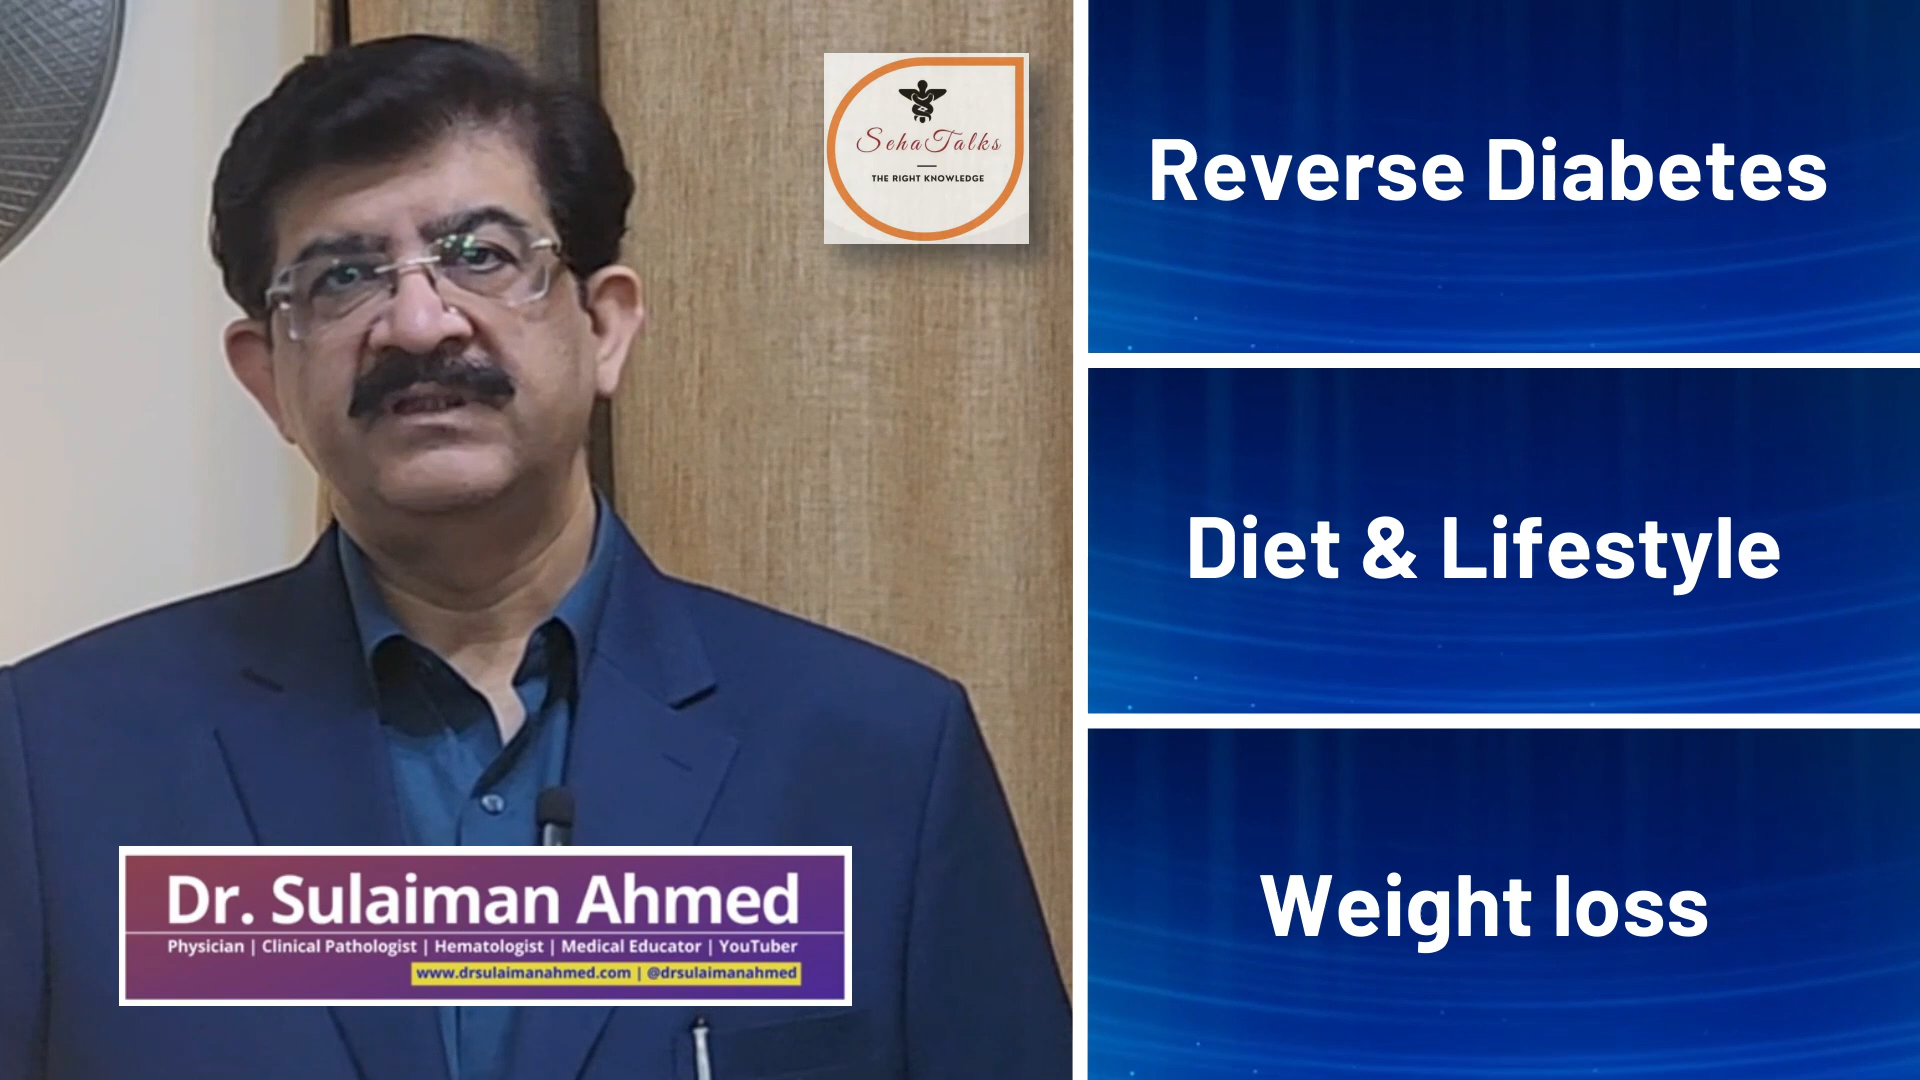 SehaTalks
THE RIGHT KNOWLEDGE
Reverse Diabetes
Diet & Lifestyle
Weight loss
Dr. Sulaiman Ahmed
Physician | Clinical Pathologist | Hematologist | Medical Educator | YouTuber
www.drsulaimanahmed.com | @drsulaimanahmed